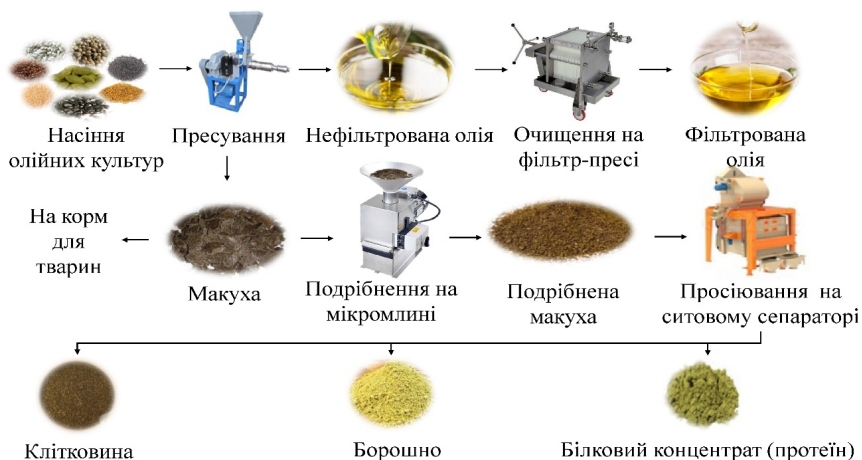 Насіння
олійних культур
Пресування
Нефільтрована олія
Очищення на
фільтр-пресі
Фільтрована
олія
На корм
для
тварин
Макуха
Подрібнення на
мікромлині
Подрібнена
макуха
Просіювання на
ситовому сепараторі
Клітковина
Борошно
Білковий концентрат (протеїн)